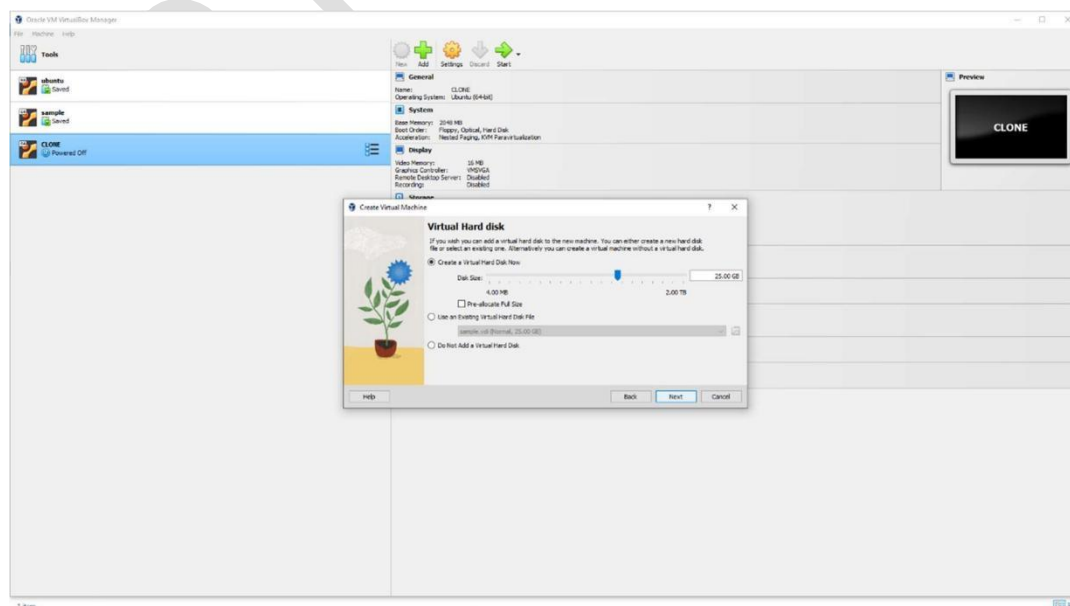 Oracle VM VirtualBox Manager
File Machine Help
Tools
New Add Settings Discard Start
ubuntu
Saved
sample
Saved
CLONE
Powered Off
General
Name: CLONE
Operating System: Ubuntu (64-bit)
System
Base Memory: 2048 MB
Boot Order: Floppy, Optical, Hard Disk
Acceleration: Nested Paging, KVM Paravirtualization
Display
Video Memory: 16 MB
Graphics Controller: VMSVGA
Remote Desktop Server: Disabled
Recording: Disabled
Storage
Preview
CLONE
Create Virtual Machine ? X
Virtual Hard disk
If you wish you can add a virtual hard disk to the new machine. You can either create a new hard disk
file or select an existing one. Alternatively you can create a virtual machine without a virtual hard disk.
Create a Virtual Hard Disk Now
Disk Size: 25.00 GB
4.00 MB 2.00 TB
Pre-allocate Full Size
Use an Existing Virtual Hard Disk File
sample.vdi (Normal, 25.00 GB)
Do Not Add a Virtual Hard Disk
Help Back Next Cancel